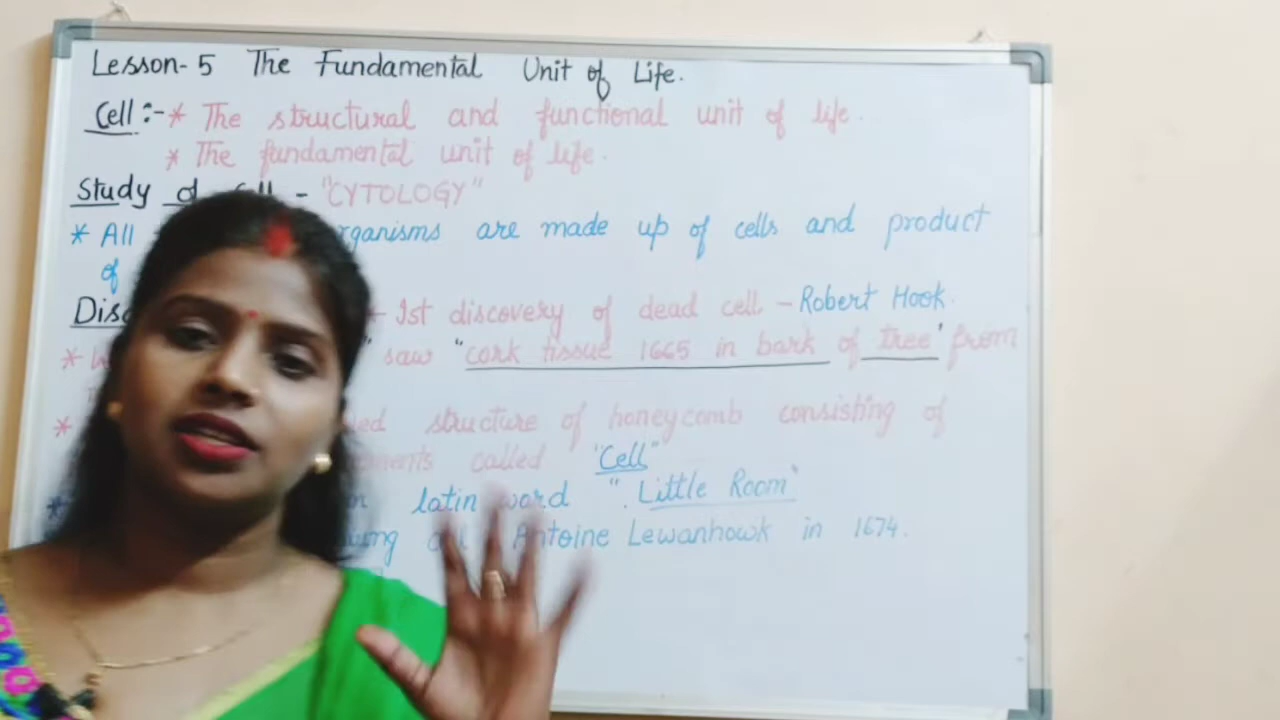 Lesson-5 The Fundamental Unit of Life.
Cell :- * The structural and functional unit of life.
* The fundamental unit of life.
Study of - "CYTOLOGY"
* All are made up of cells and product
of
1st discovery of dead cell - Robert Hook.
* saw "cork tissue 1665 in bark of tree" from
* structure of honeycomb consisting of
called "Cell"
* latin word "Little Room"
Antoine Lewanhowk in 1674.